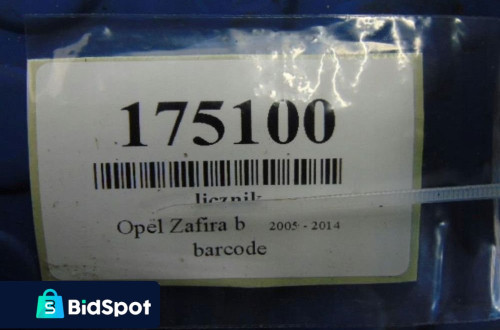 175100
licznik
Opel Zafira b 2005 - 2014
barcode
BidSpot